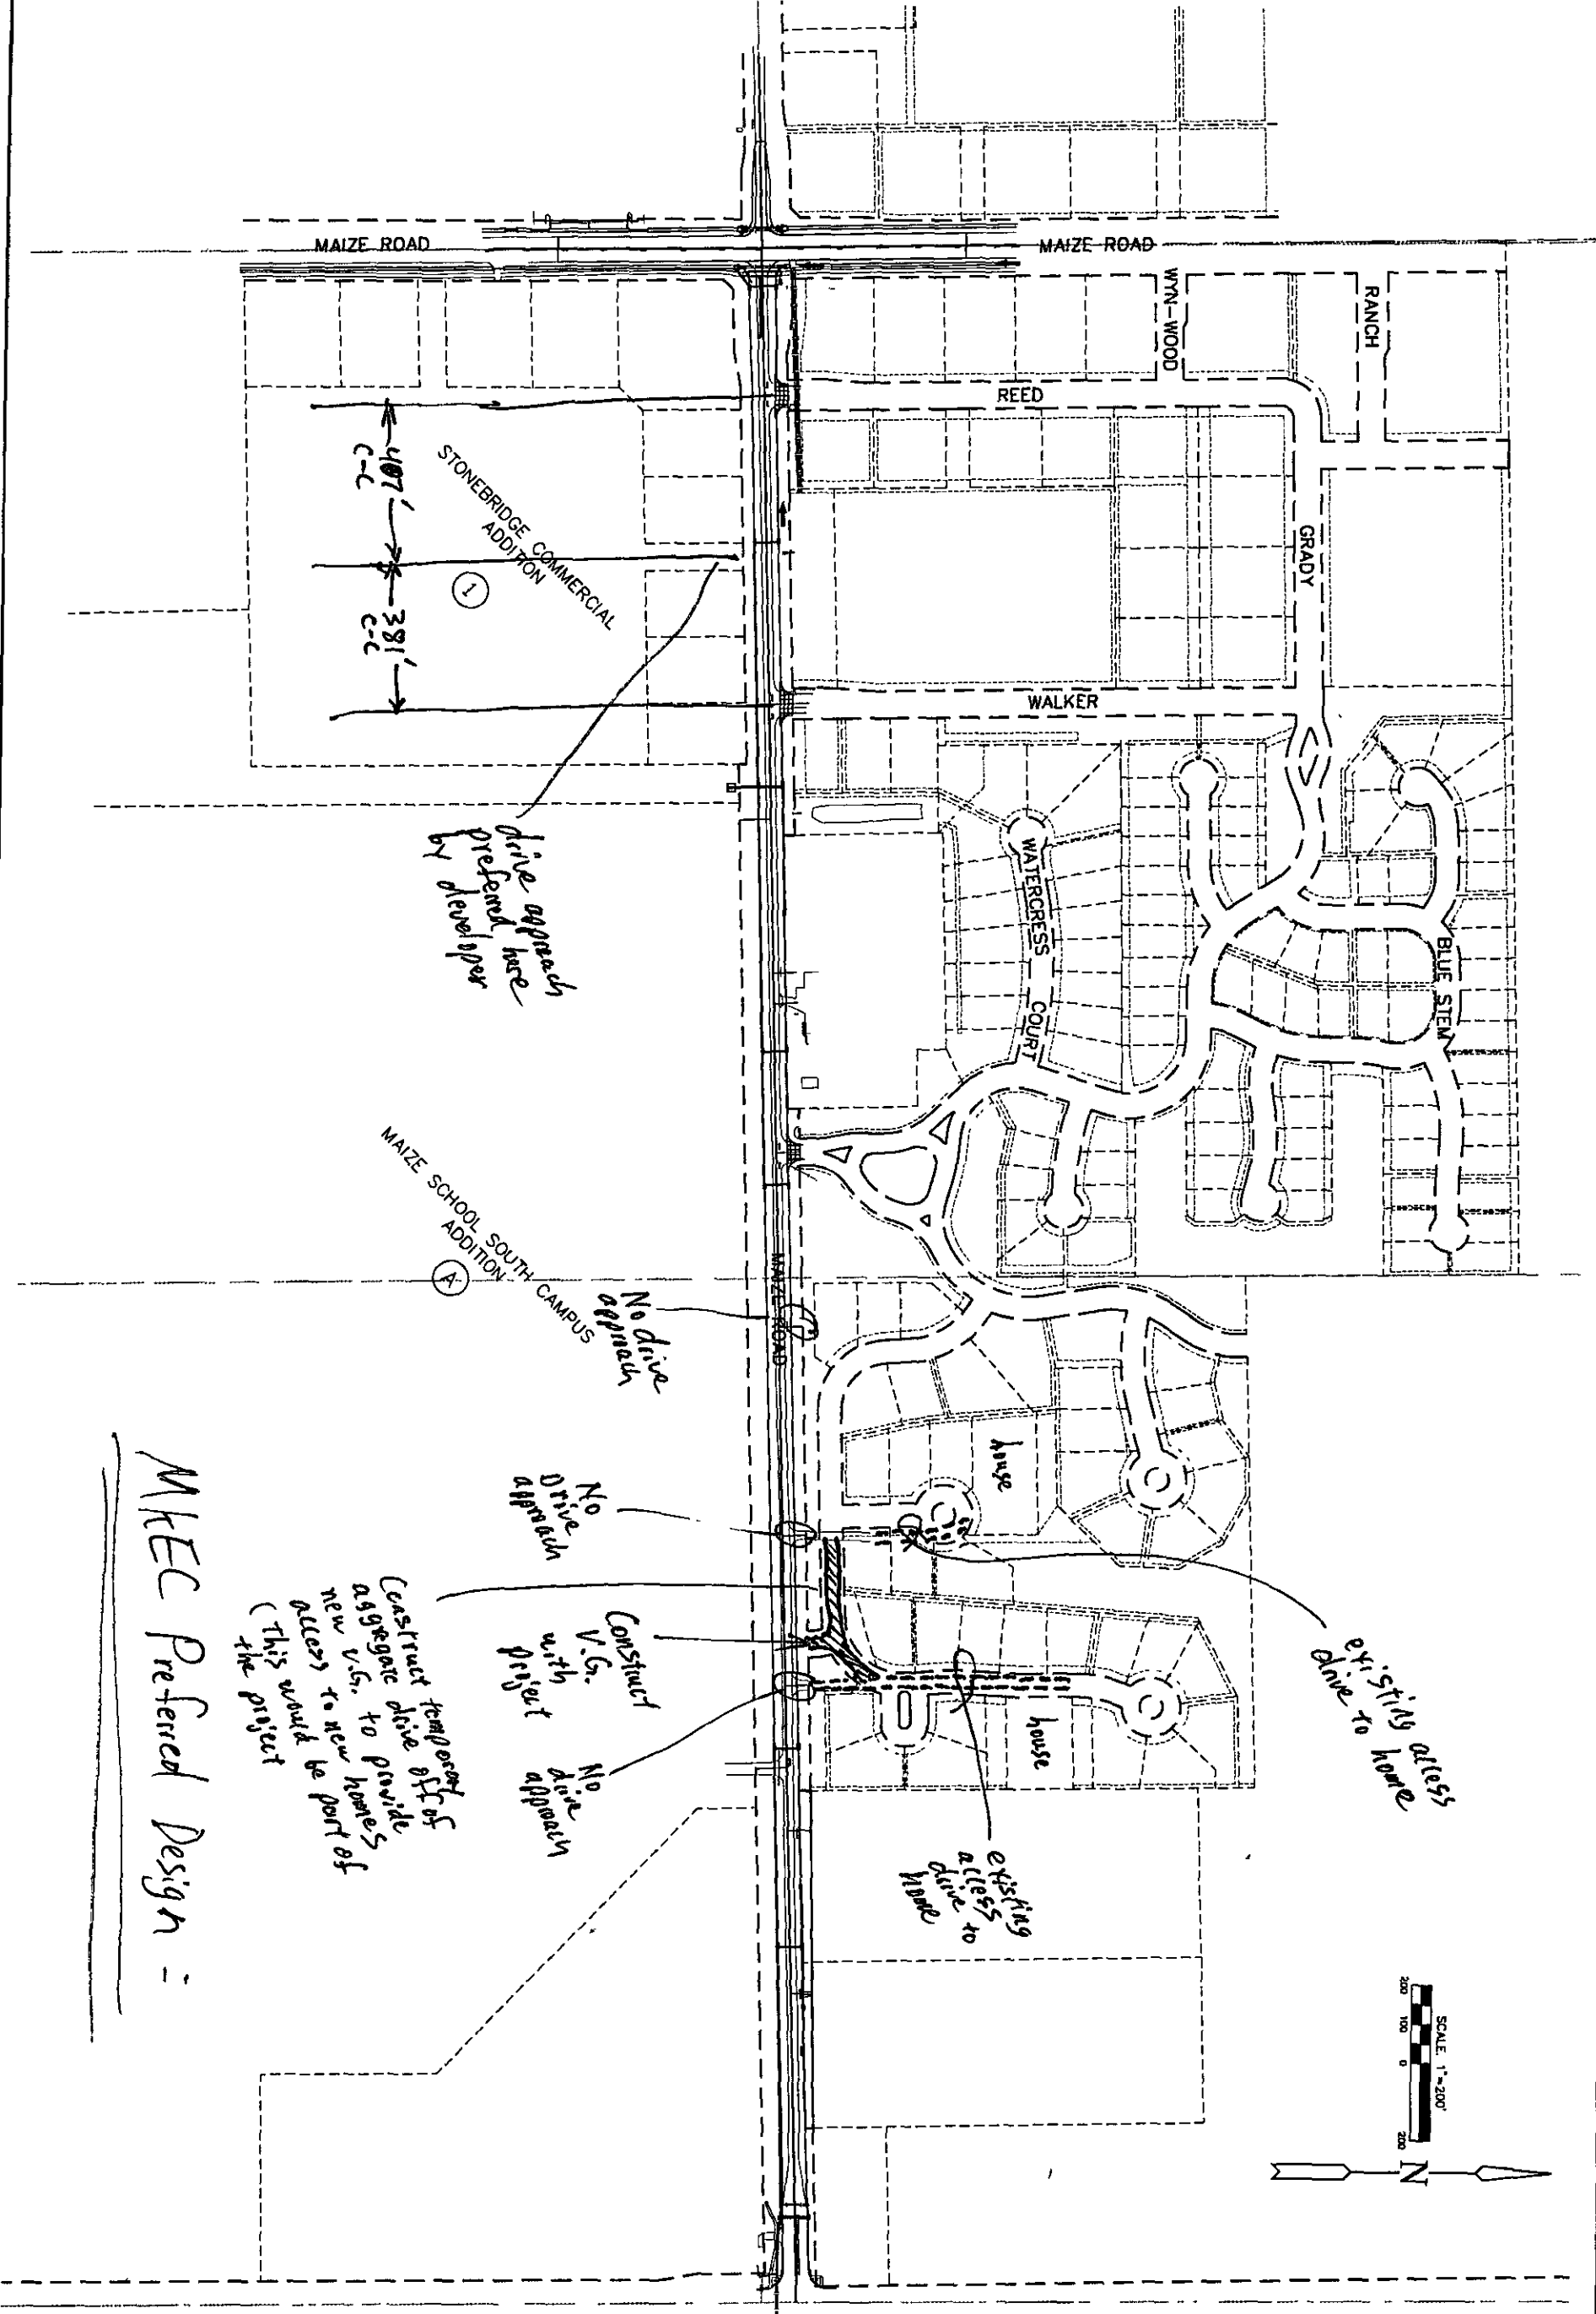 MAIZE ROAD
MAIZE ROAD
WYN-WOOD
RANCH
REED
GRADY
WALKER
407'
C-C
381'
C-C
STONEBRIDGE COMMERCIAL
ADDITION
1
drive approach
preferred here
by developer
WATERCRESS COURT
BLUE STEM
MAIZE SCHOOL SOUTH CAMPUS
ADDITION
A
MAIZE ROAD
No drive
approach
No
Drive
approach
house
house
Construct
V.G.
with
project
No
drive
approach
Construct temporary
aggregate drive off of
new V.G. to provide
access to new homes
(This would be part of
the project
existing access
drive to home
existing
access
drive to
home
MKEC Preferred Design :
SCALE: 1"=200'
200 100 0 200
N